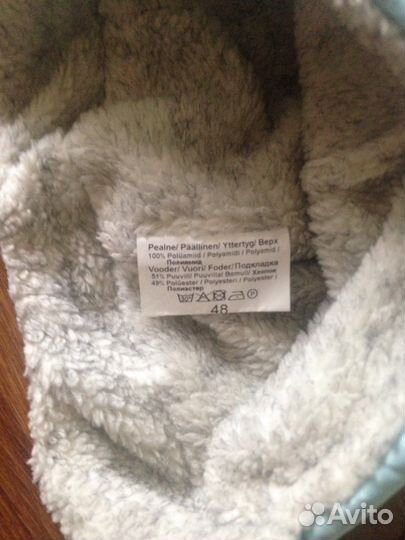 Pealne/ Päällinen/ Yttertyg/ Верх
100% Polüamiid / Polyamidi / Polyamid /
Полиамид
Vooder/ Vuori/ Foder/Подкладка
51% Puuvill/ Puuvilla/ Bomull/ Хлопок
49% Polüester / Polyesteri / Polyester /
Полиэстер
48
Avito